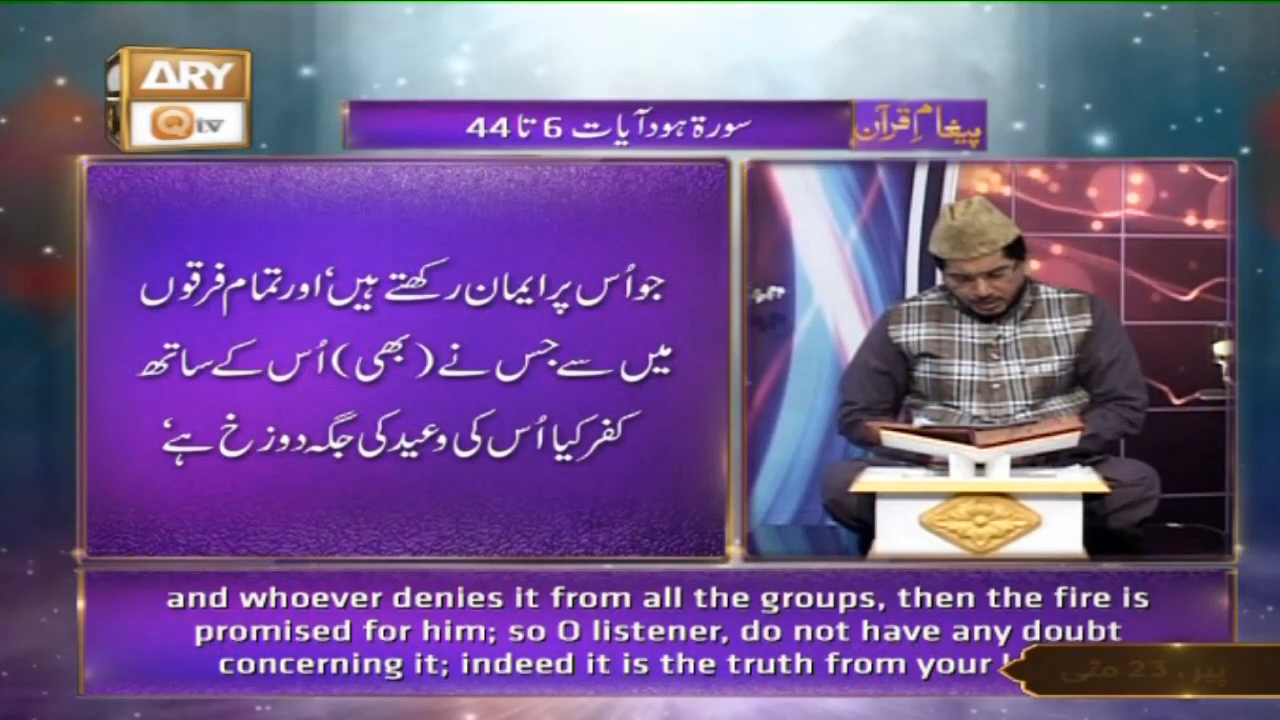 ARY
Qtv
پیغامِ قرآن
سورۃ ہود آیات 6 تا 44
جو اُس پر ایمان رکھتے ہیں‘ اور تمام فرقوں
میں سے جس نے (بھی) اُس کے ساتھ
کفر کیا اُس کی وعید کی جگہ دوزخ ہے‘
and whoever denies it from all the groups, then the fire is
promised for him; so O listener, do not have any doubt
concerning it; indeed it is the truth from your
پیر، 23 مئی